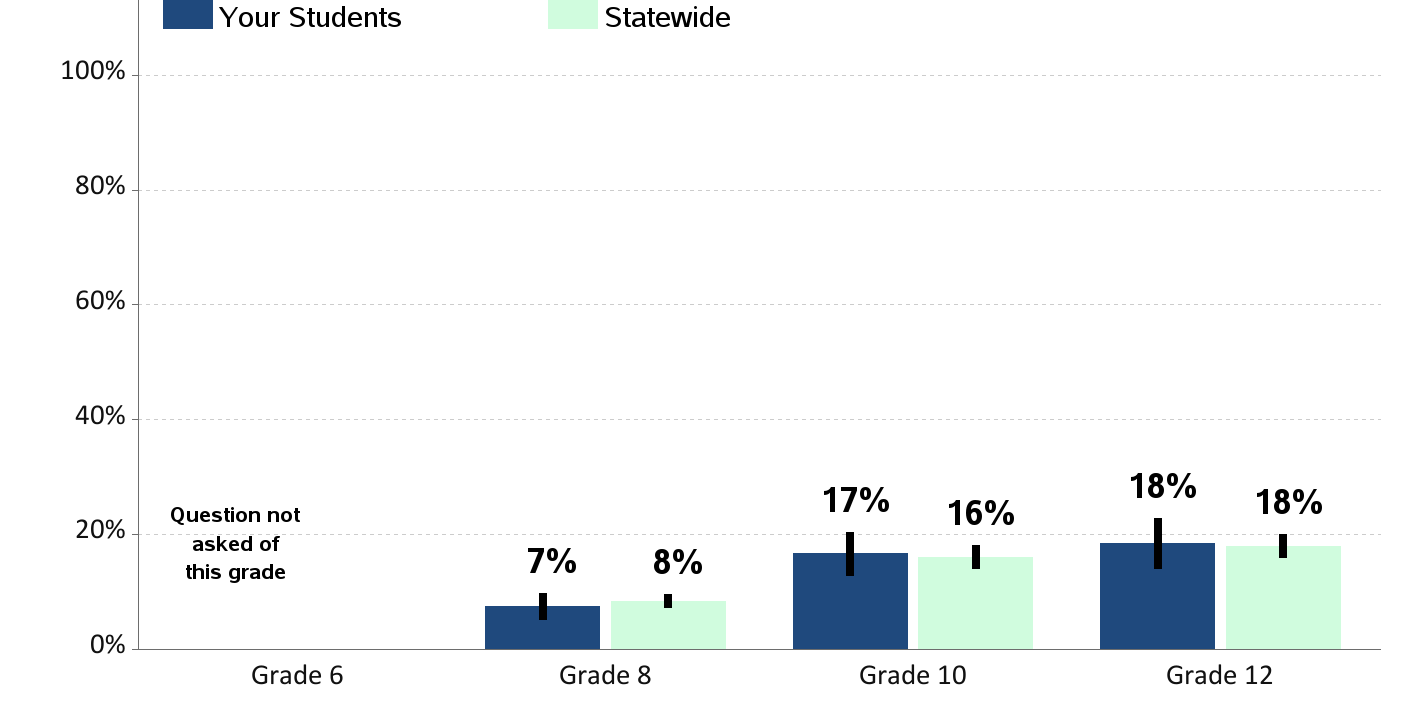 Your Students
Statewide
100%
80%
60%
40%
20%
0%
Question not
asked of
this grade
7%
8%
17%
16%
18%
18%
Grade 6
Grade 8
Grade 10
Grade 12